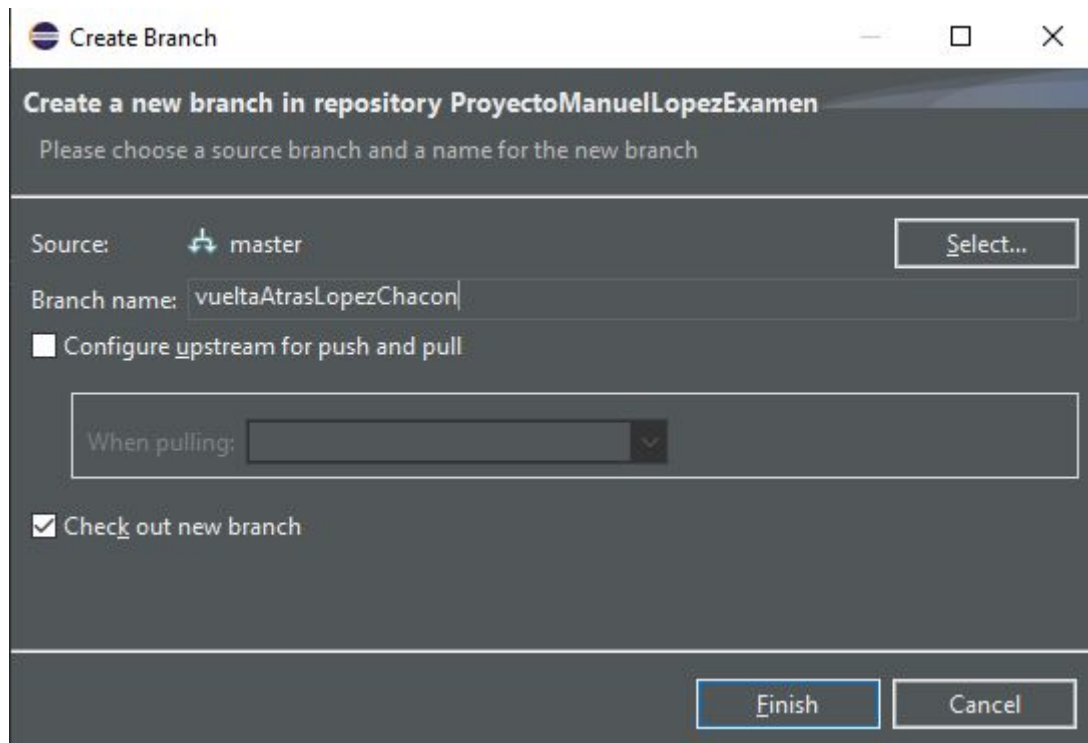 Create Branch
Create a new branch in repository ProyectoManuelLopezExamen
Please choose a source branch and a name for the new branch
Source: master Select...
Branch name: vueltaAtrasLopezChacon
Configure upstream for push and pull
When pulling:
Check out new branch
Finish Cancel